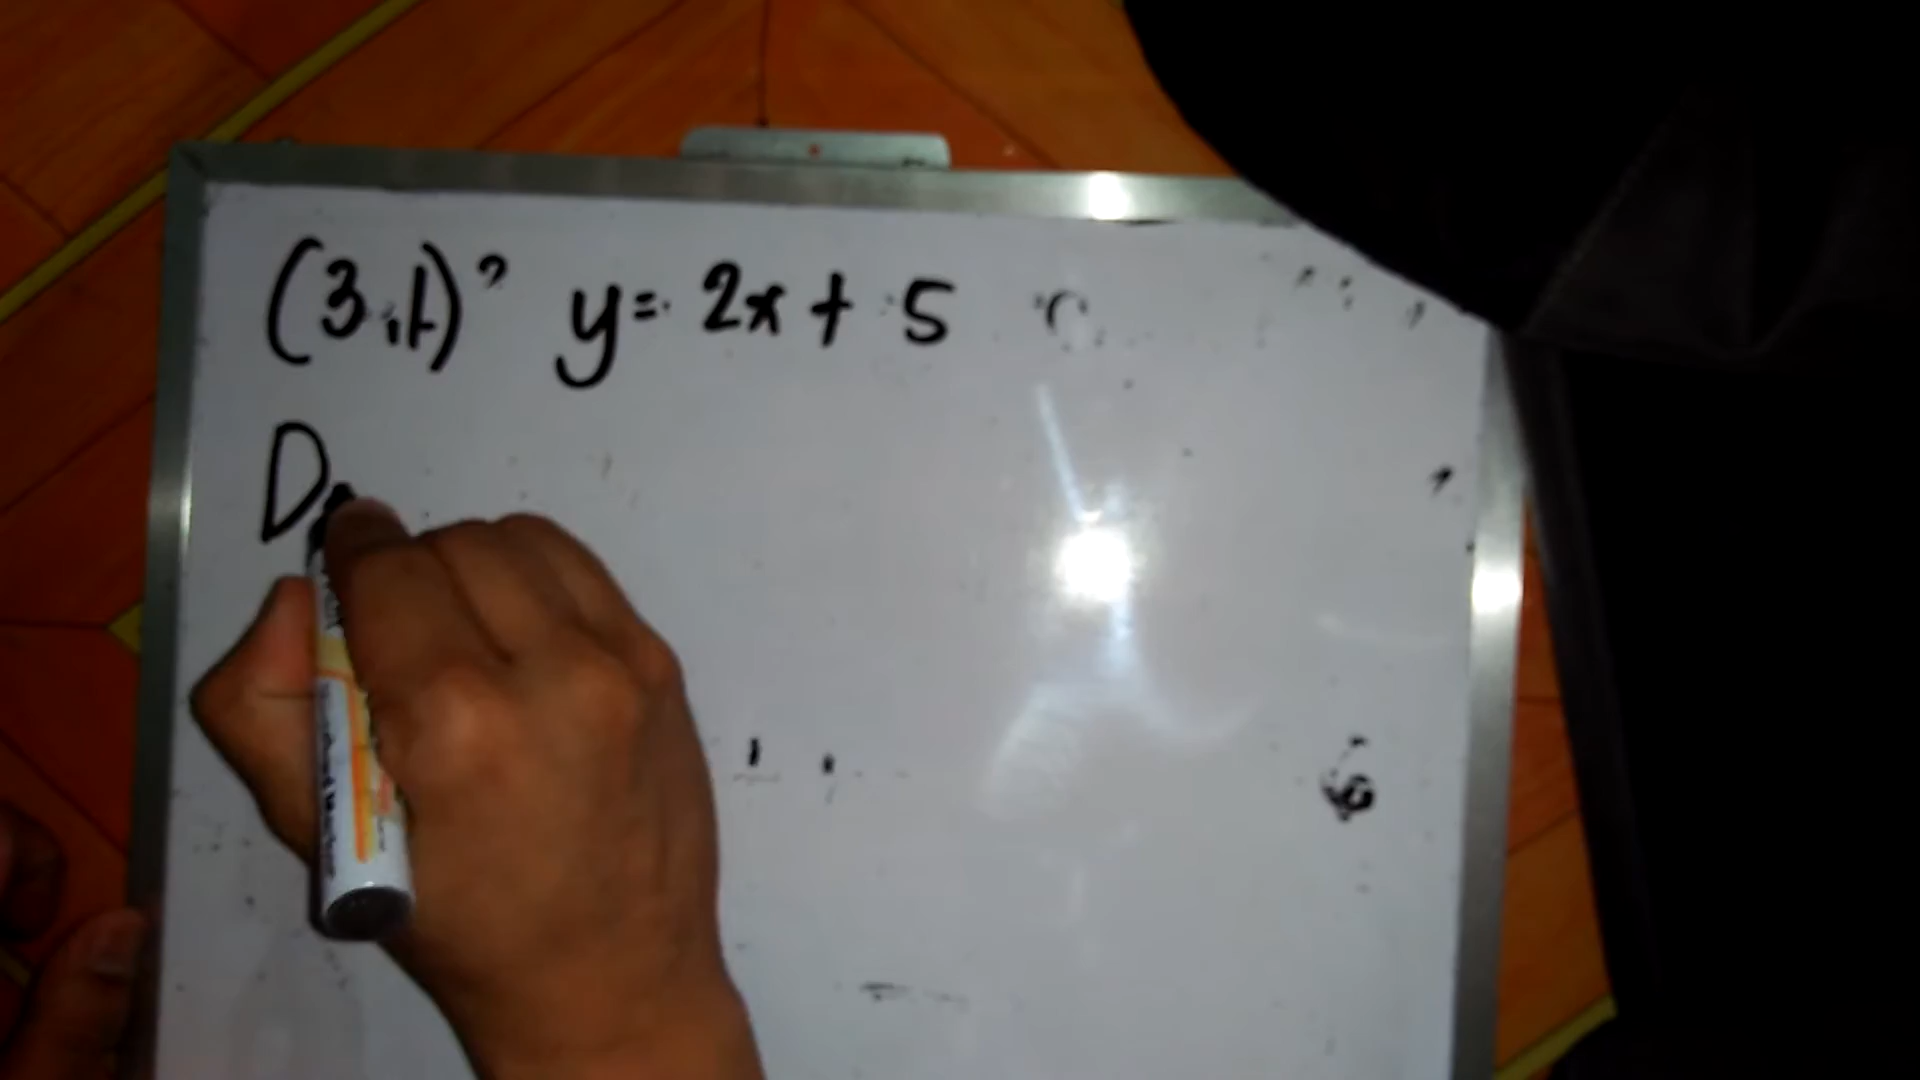 (3,1)? y = 2x + 5
D